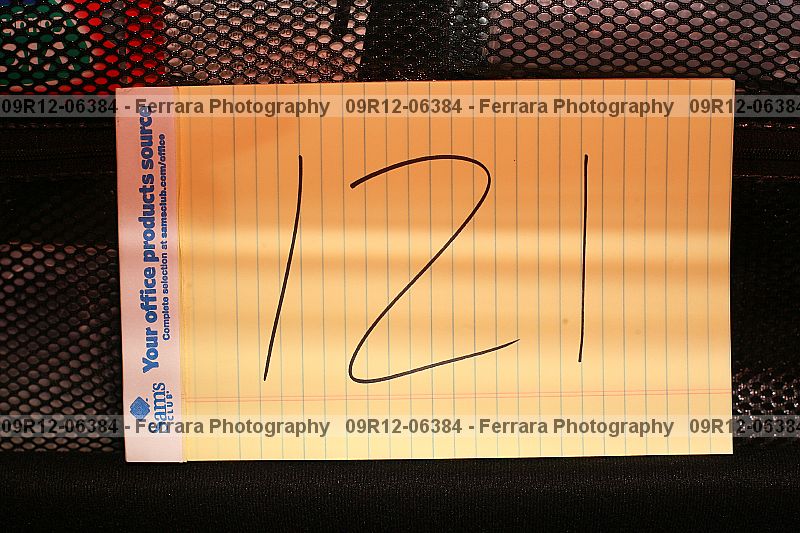 09R12-06384 - Ferrara Photography 09R12-06384 - Ferrara Photography 09R12-06384
Your office products source
Complete selection at samsclub.com/office
Sams
CLUB
121
09R12-06384 - Ferrara Photography 09R12-06384 - Ferrara Photography 09R12-06384